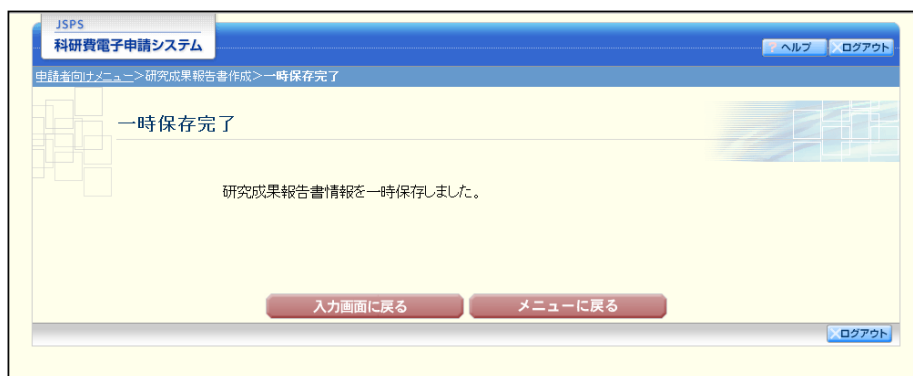 JSPS
科研費電子申請システム
? ヘルプ
×ログアウト
申請者向けメニュー>研究成果報告書作成>一時保存完了
一時保存完了
研究成果報告書情報を一時保存しました。
入力画面に戻る
メニューに戻る
×ログアウト